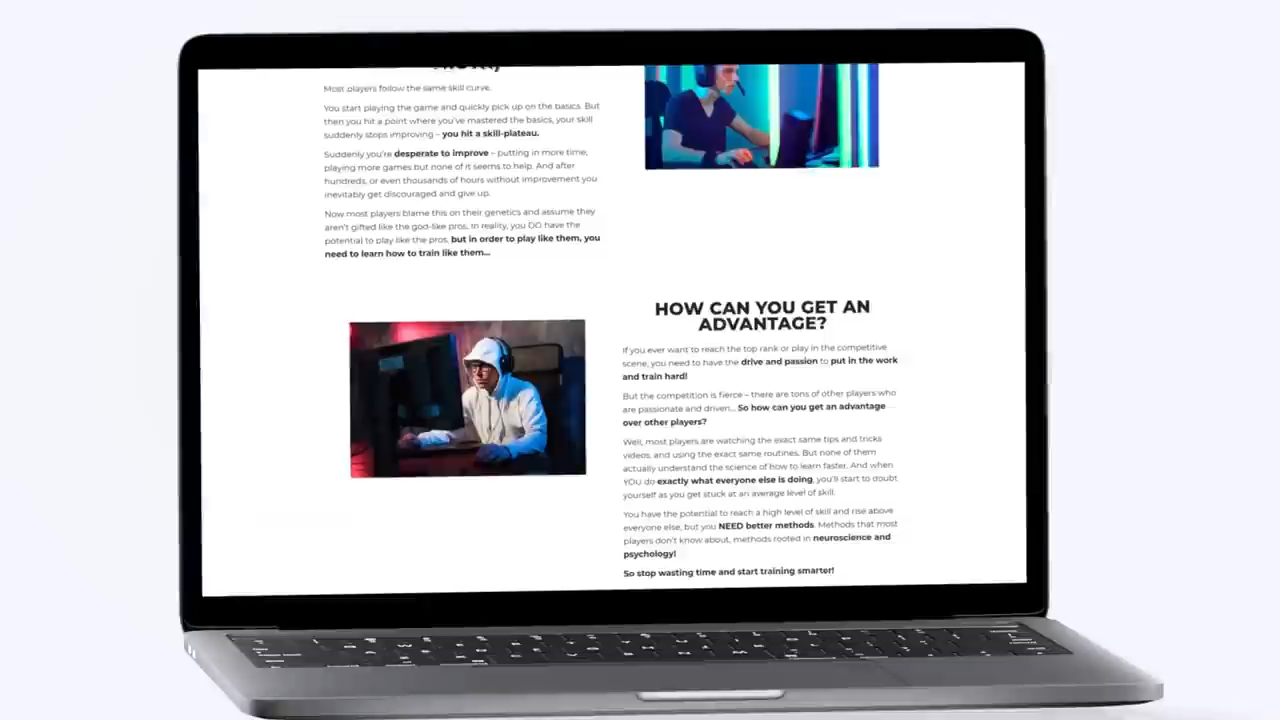 Most players follow the same skill curve.
You start playing the game and quickly pick up on the basics. But
then you hit a point where you've mastered the basics, your skill
suddenly stops improving – you hit a skill-plateau.
Suddenly you're desperate to improve – putting in more time,
playing more games but none of it seems to help. And after
hundreds, or even thousands of hours without improvement you
inevitably get discouraged and give up.
Now most players blame this on their genetics and assume they
aren't gifted like the god-like pros. In reality, you DO have the
potential to play like the pros, but in order to play like them, you
need to learn how to train like them...
HOW CAN YOU GET AN
ADVANTAGE?
If you ever want to reach the top rank or play in the competitive
scene, you need to have the drive and passion to put in the work
and train hard!
But the competition is fierce – there are tons of other players who
are passionate and driven... So how can you get an advantage
over other players?
Well, most players are watching the exact same tips and tricks
videos, and using the exact same routines. But none of them
actually understand the science of how to learn faster. And when
YOU do exactly what everyone else is doing, you'll start to doubt
yourself as you get stuck at an average level of skill.
You have the potential to reach a high level of skill and rise above
everyone else, but you NEED better methods. Methods that most
players don't know about, methods rooted in neuroscience and
psychology!
So stop wasting time and start training smarter!